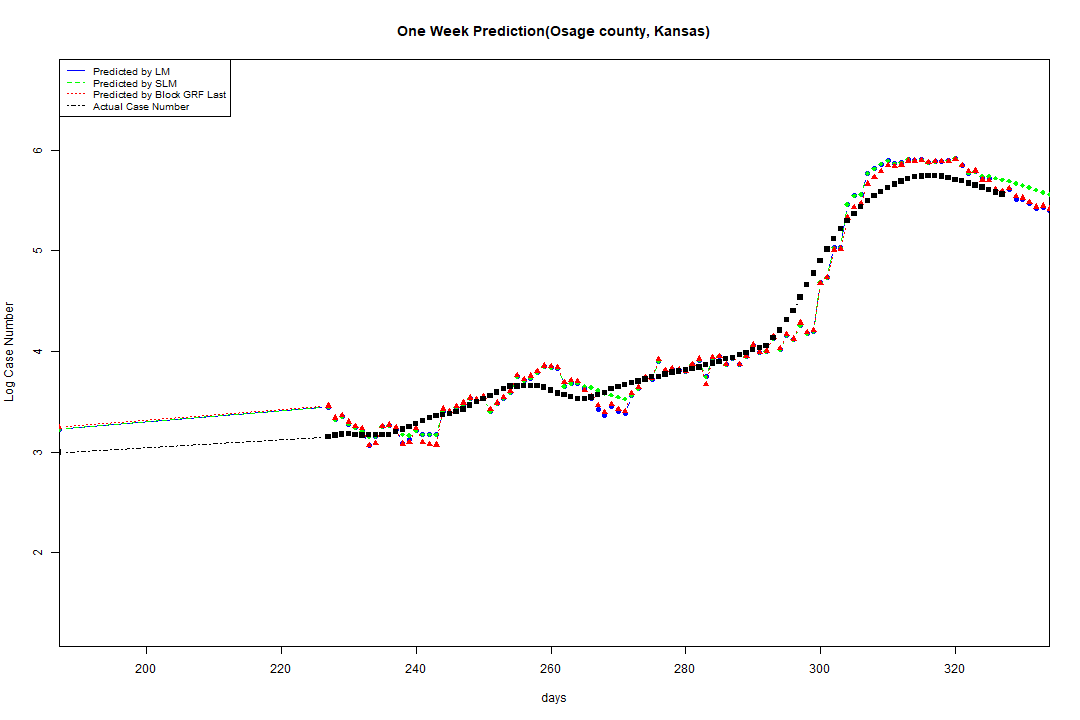 One Week Prediction(Osage county, Kansas)
Predicted by LM
Predicted by SLM
Predicted by Block GRF Last
Actual Case Number
6
5
4
3
2
Log Case Number
200 220 240 260 280 300 320
days